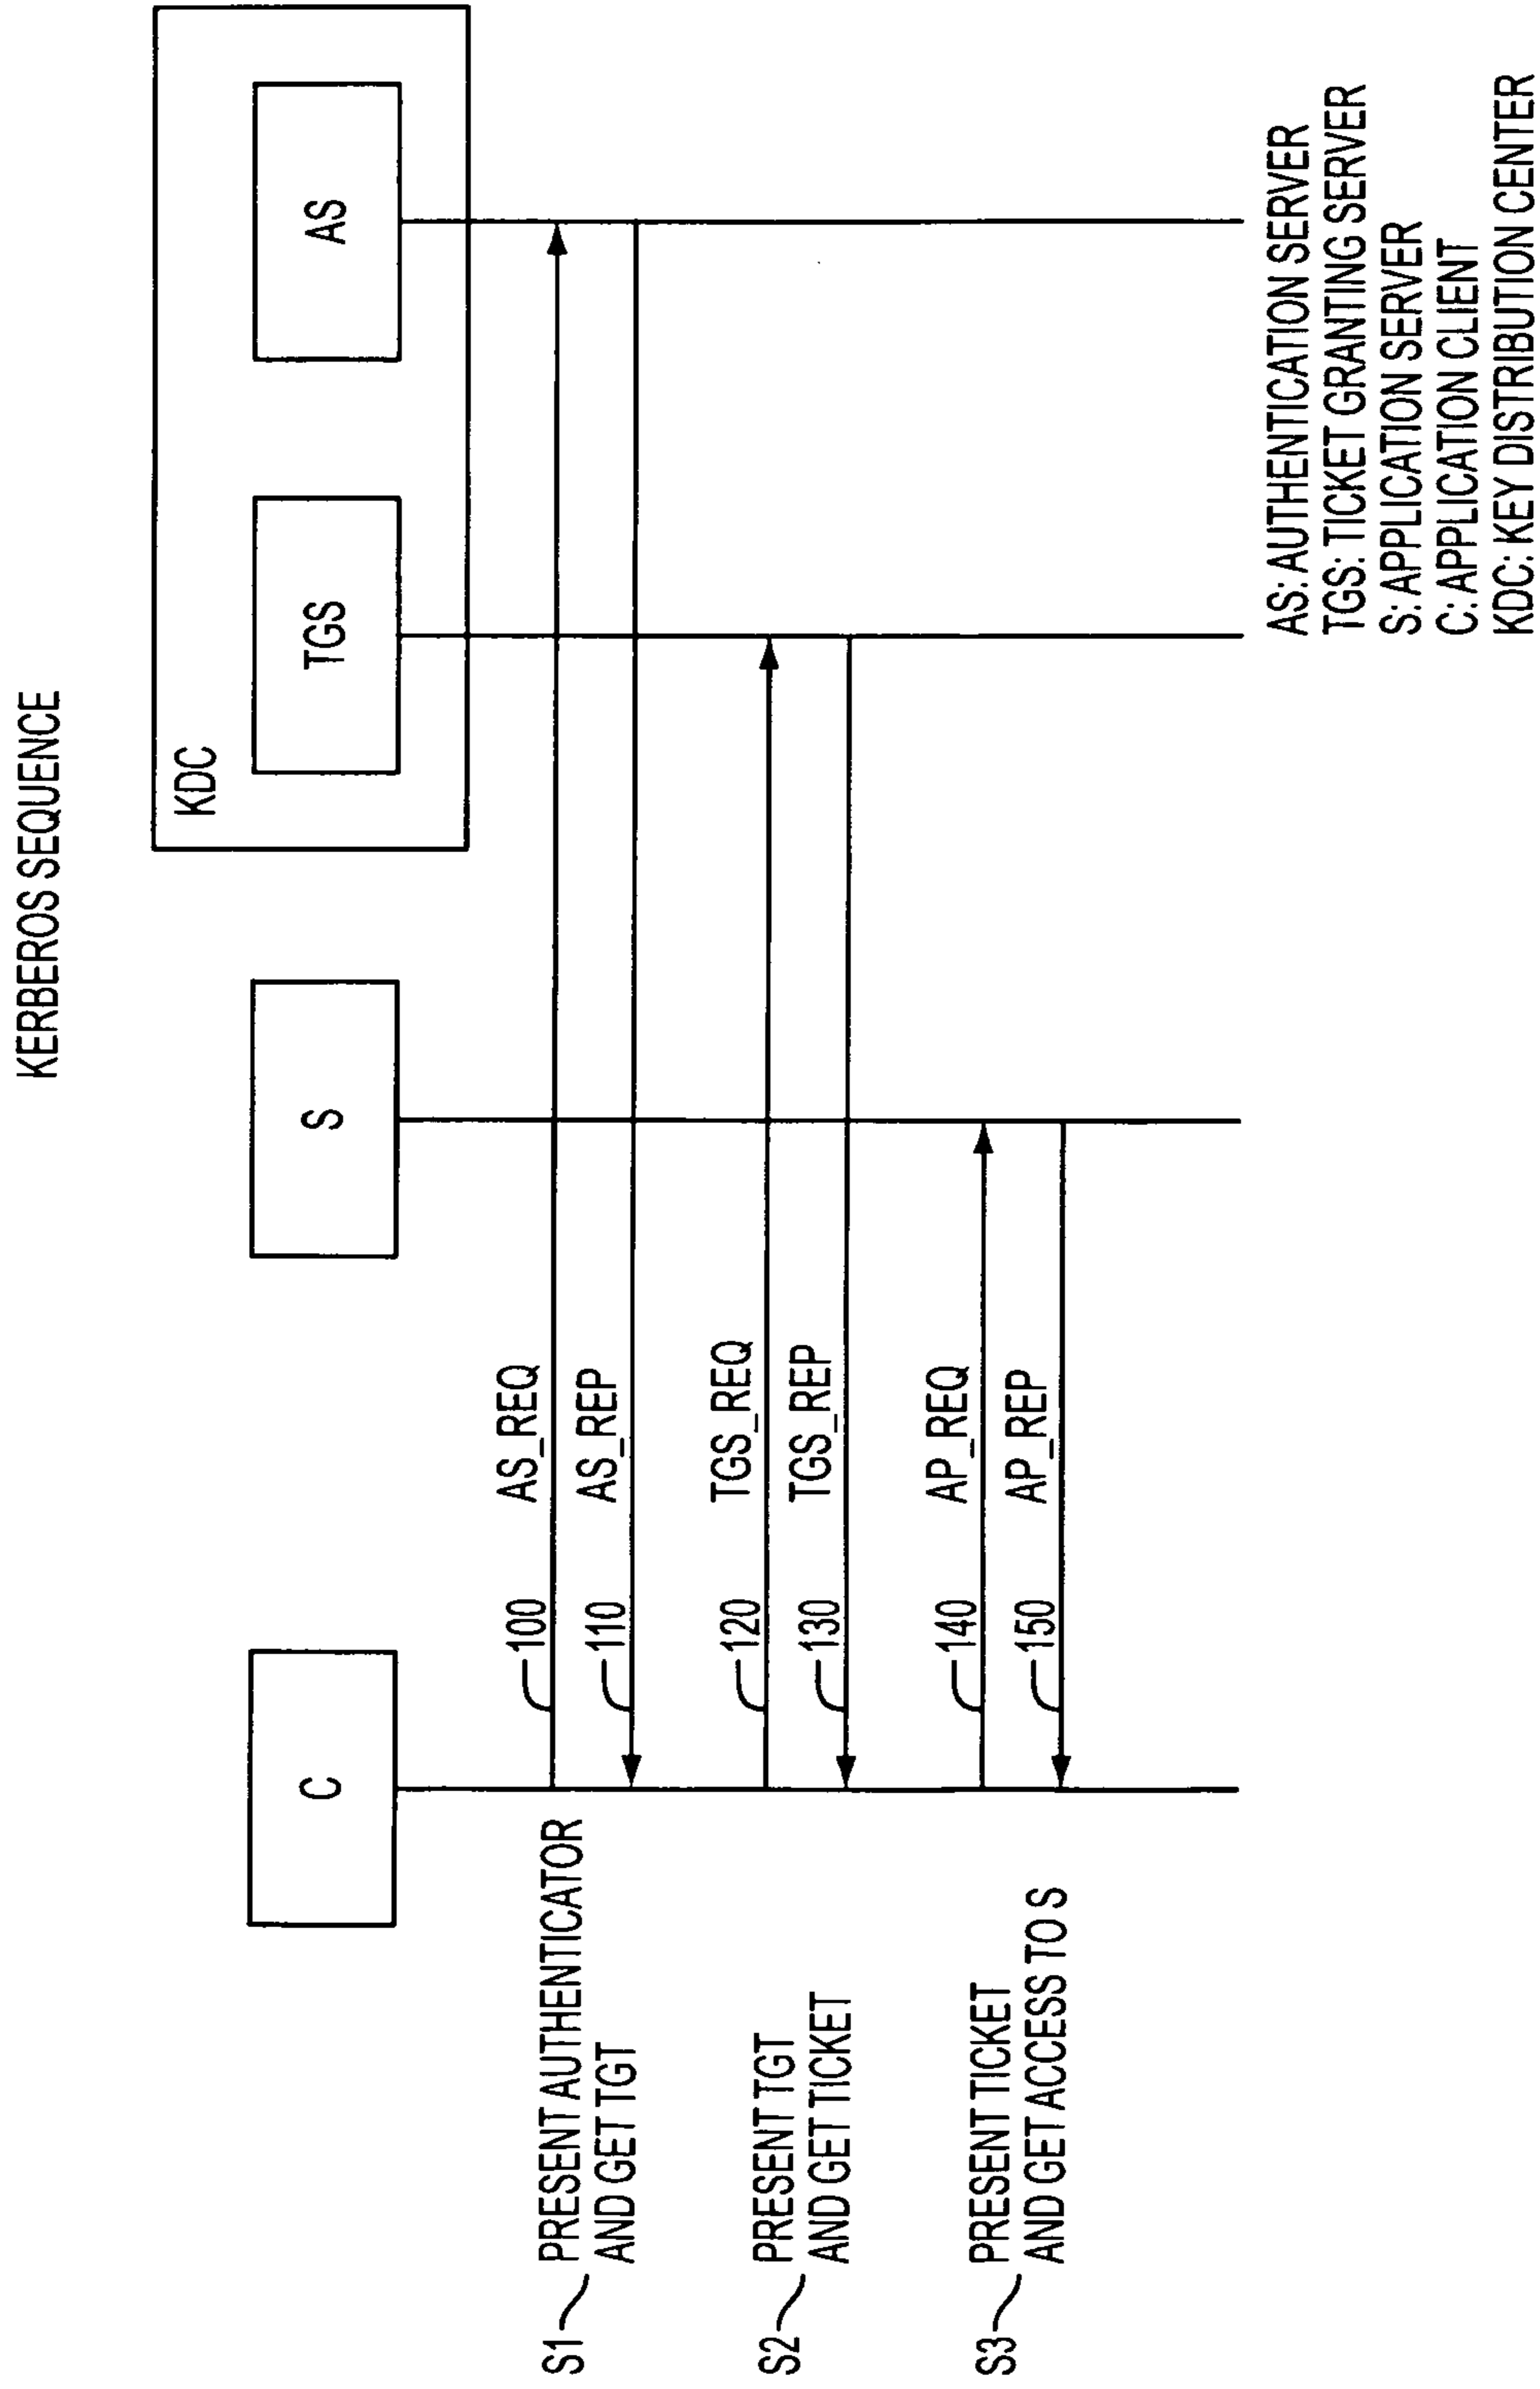 KERBEROS SEQUENCE
KDC
C
S
TGS
AS
S1
PRESENT AUTHENTICATOR
AND GET TGT
100
AS_REQ
110
AS_REP
S2
PRESENT TGT
AND GET TICKET
120
TGS_REQ
130
TGS_REP
S3
PRESENT TICKET
AND GET ACCESS TO S
140
AP_REQ
150
AP_REP
AS: AUTHENTICATION SERVER
TGS: TICKET GRANTING SERVER
S: APPLICATION SERVER
C: APPLICATION CLIENT
KDC: KEY DISTRIBUTION CENTER